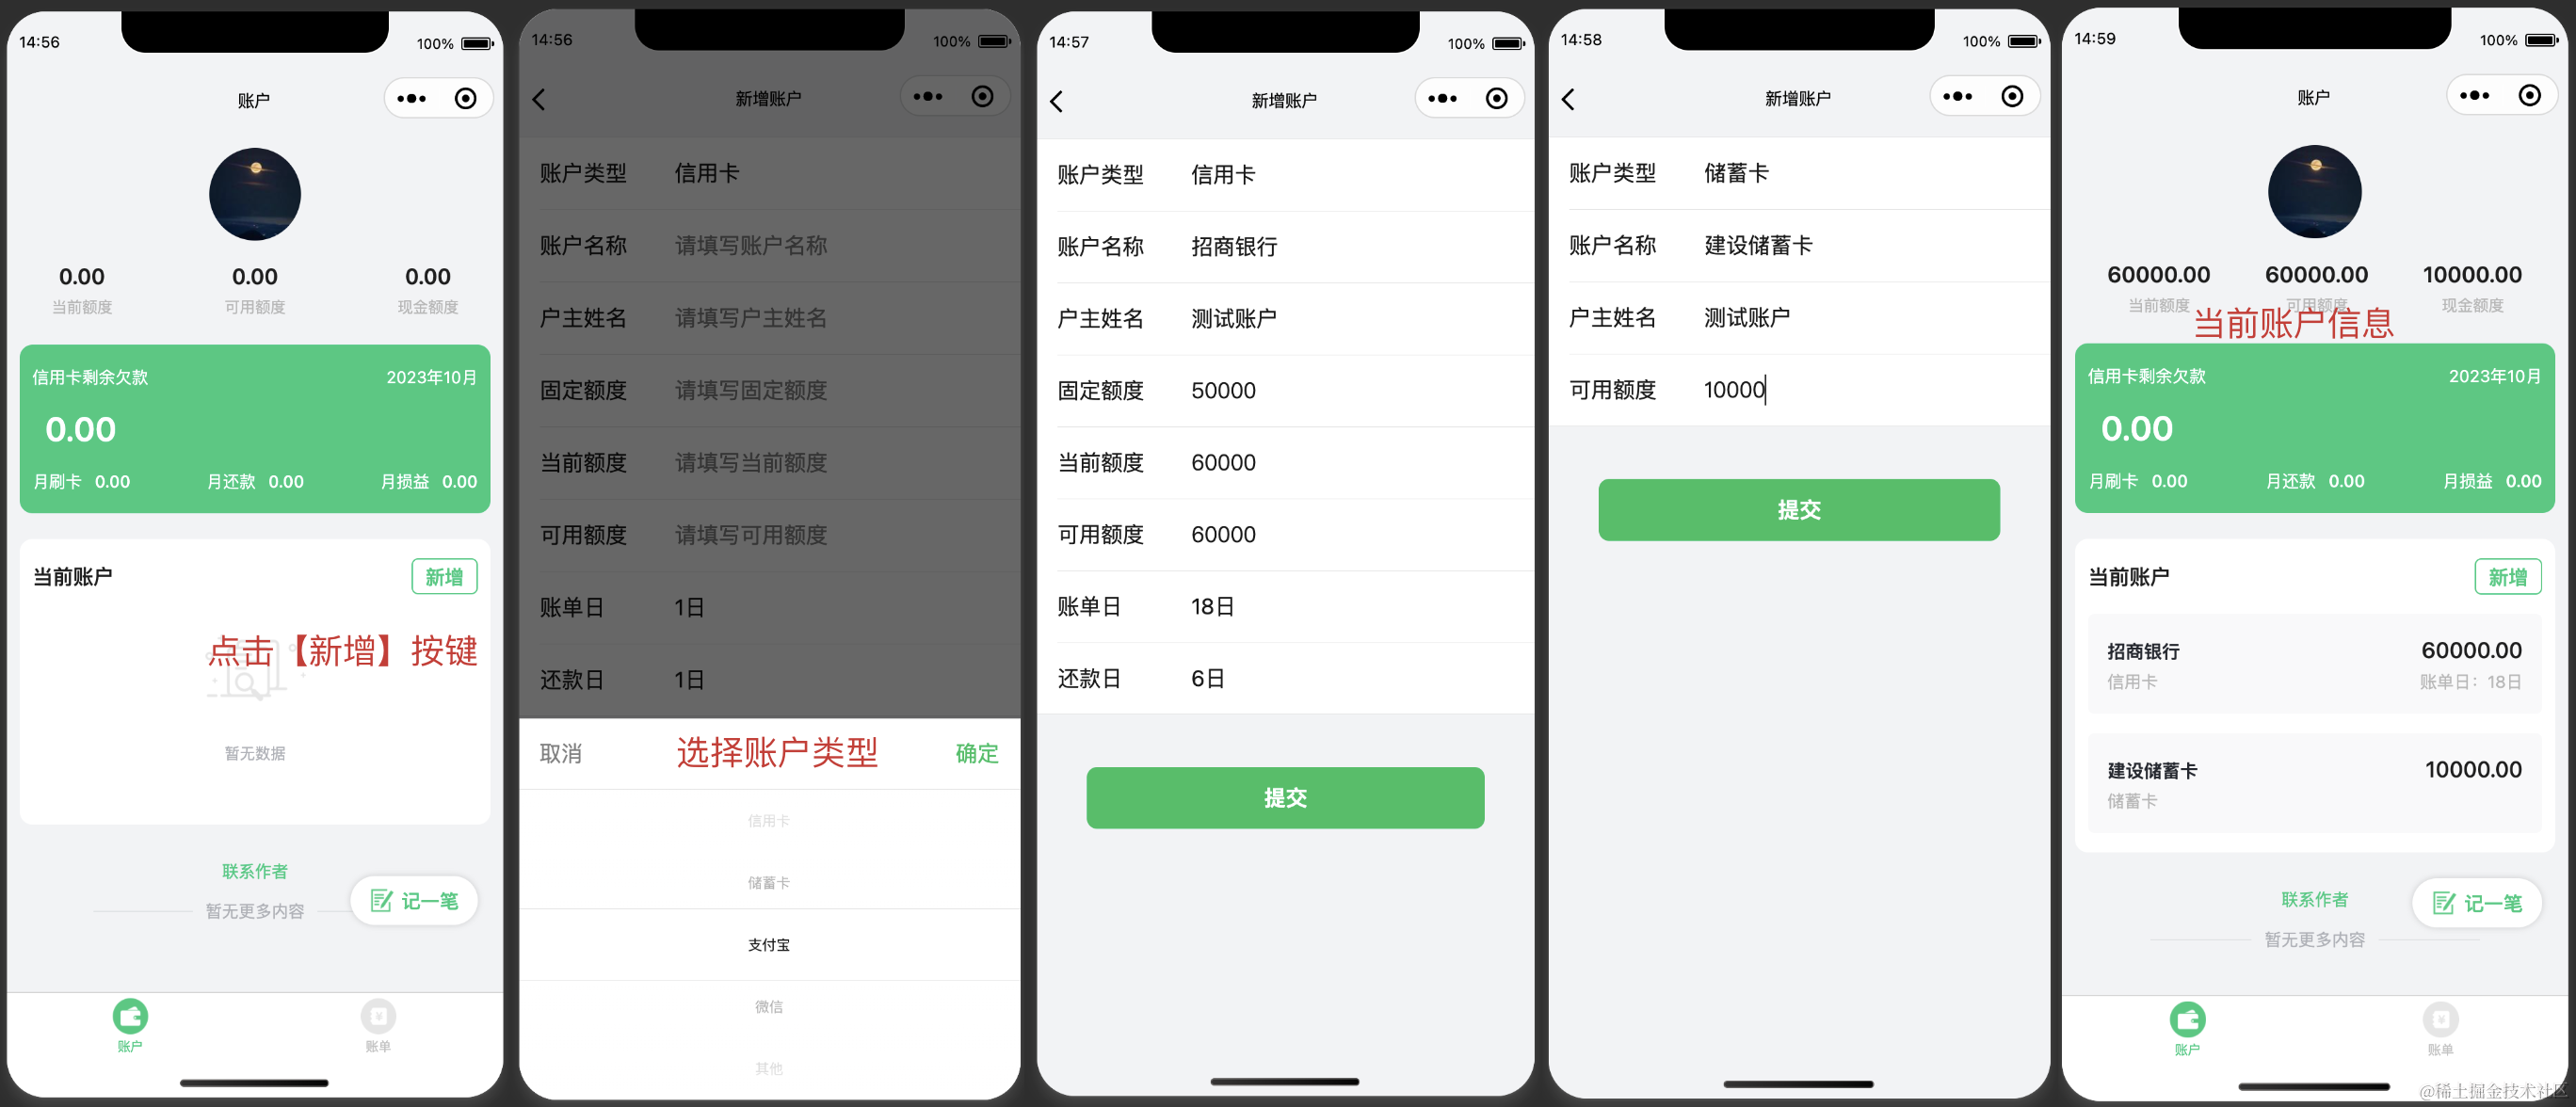 14:56
100%
账户
0.00
0.00
0.00
当前额度
可用额度
现金额度
信用卡剩余欠款
2023年10月
0.00
月刷卡 0.00
月还款 0.00
月损益 0.00
当前账户
新增
点击【新增】按键
暂无数据
联系作者
记一笔
暂无更多内容
账户
账单
14:56
100%
新增账户
账户类型 信用卡
账户名称 请填写账户名称
户主姓名 请填写户主姓名
固定额度 请填写固定额度
当前额度 请填写当前额度
可用额度 请填写可用额度
账单日 1日
还款日 1日
取消
选择账户类型
确定
信用卡
储蓄卡
支付宝
微信
其他
14:57
100%
新增账户
账户类型 信用卡
账户名称 招商银行
户主姓名 测试账户
固定额度 50000
当前额度 60000
可用额度 60000
账单日 18日
还款日 6日
提交
14:58
100%
新增账户
账户类型 储蓄卡
账户名称 建设储蓄卡
户主姓名 测试账户
可用额度 10000
提交
14:59
100%
账户
60000.00
60000.00
10000.00
当前额度
可用额度
现金额度
当前账户信息
信用卡剩余欠款
2023年10月
0.00
月刷卡 0.00
月还款 0.00
月损益 0.00
当前账户
新增
招商银行
60000.00
信用卡
账单日：18日
建设储蓄卡
10000.00
储蓄卡
联系作者
记一笔
暂无更多内容
账户
账单
@稀土掘金技术社区